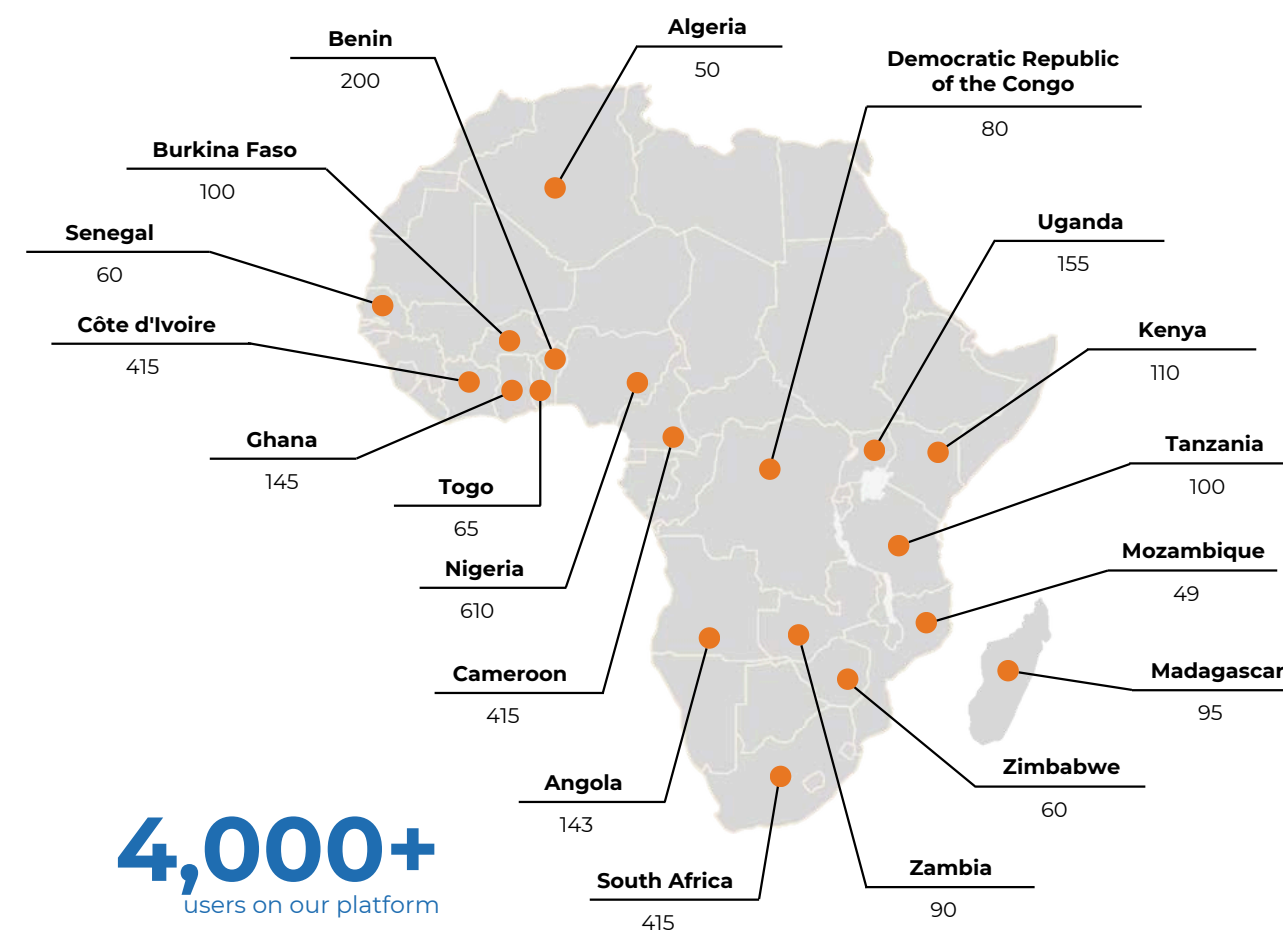 Algeria
50
Benin
200
Democratic Republic
of the Congo
80
Burkina Faso
100
Uganda
155
Senegal
60
Côte d'Ivoire
415
Kenya
110
Ghana
145
Tanzania
100
Togo
65
Mozambique
49
Nigeria
610
Cameroon
415
Madagascar
95
Zimbabwe
60
Angola
143
4,000+
users on our platform
Zambia
90
South Africa
415